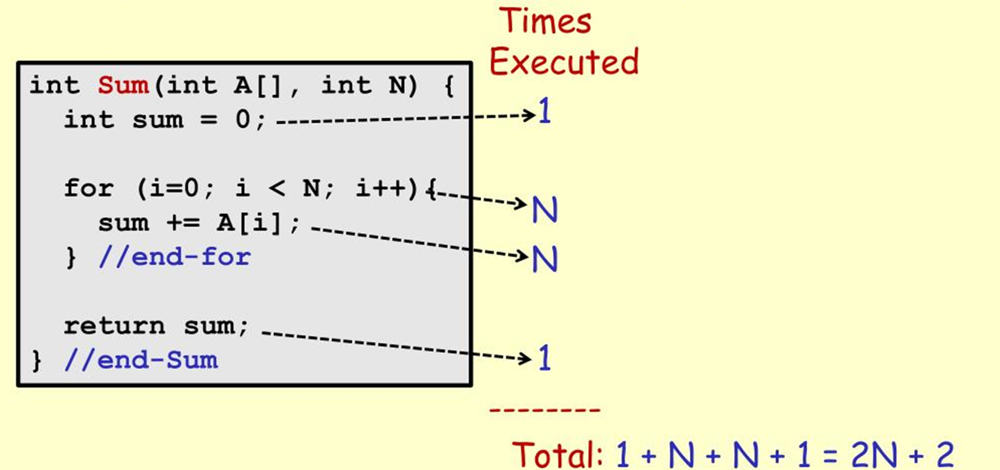 Times
Executed
int Sum(int A[], int N) {
int sum = 0;
1
for (i=0; i < N; i++){
N
sum += A[i];
N
} //end-for
return sum;
1
} //end-Sum
--------
Total: 1 + N + N + 1 = 2N + 2